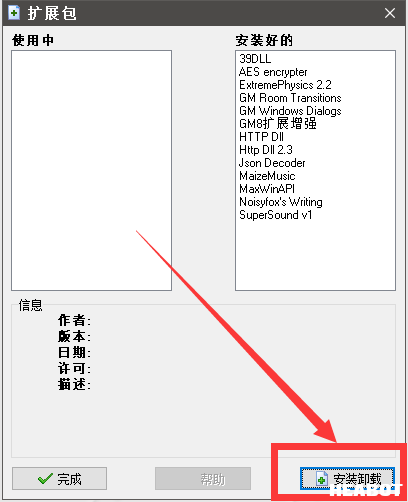 扩展包
使用中
安装好的
39DLL
AES encrypter
ExtremePhysics 2.2
GM Room Transitions
GM Windows Dialogs
GM8扩展增强
HTTP Dll
Http Dll 2.3
Json Decoder
MaizeMusic
MaxWinAPI
Noisyfox's Writing
SuperSound v1
信息
作者:
版本:
日期:
许可:
描述:
完成
帮助
安装卸载